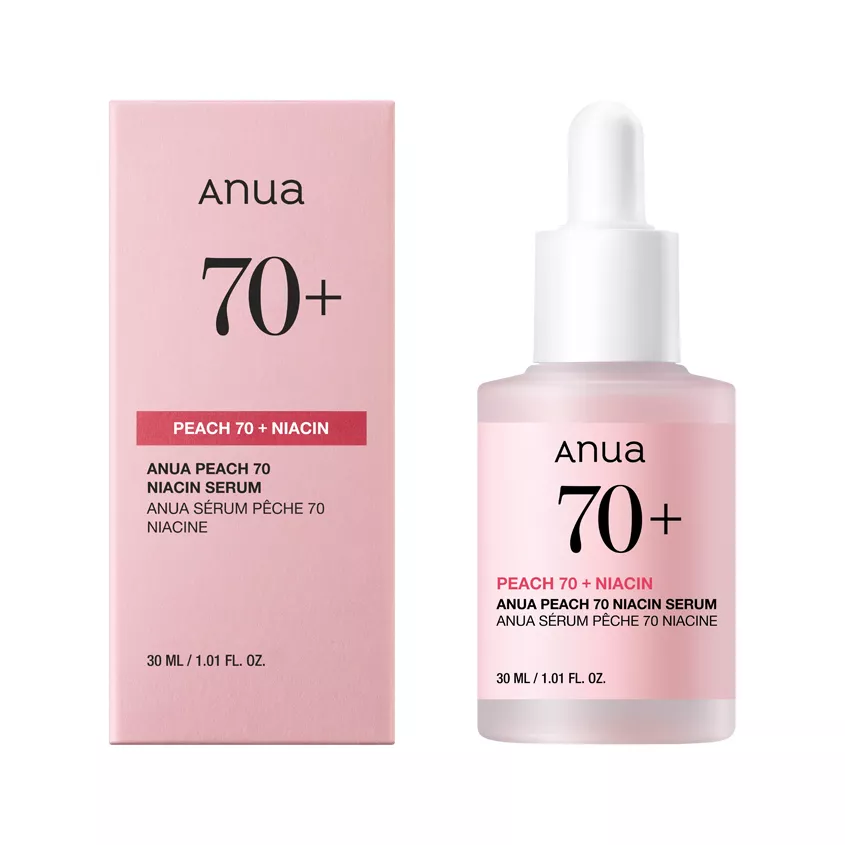 Anua
70+
PEACH 70 + NIACIN
ANUA PEACH 70
NIACIN SERUM
ANUA SÉRUM PÊCHE 70
NIACINE
30 ML / 1.01 FL. OZ.
Anua
70+
PEACH 70 + NIACIN
ANUA PEACH 70 NIACIN SERUM
ANUA SÉRUM PÊCHE 70 NIACINE
30 ML / 1.01 FL. OZ.